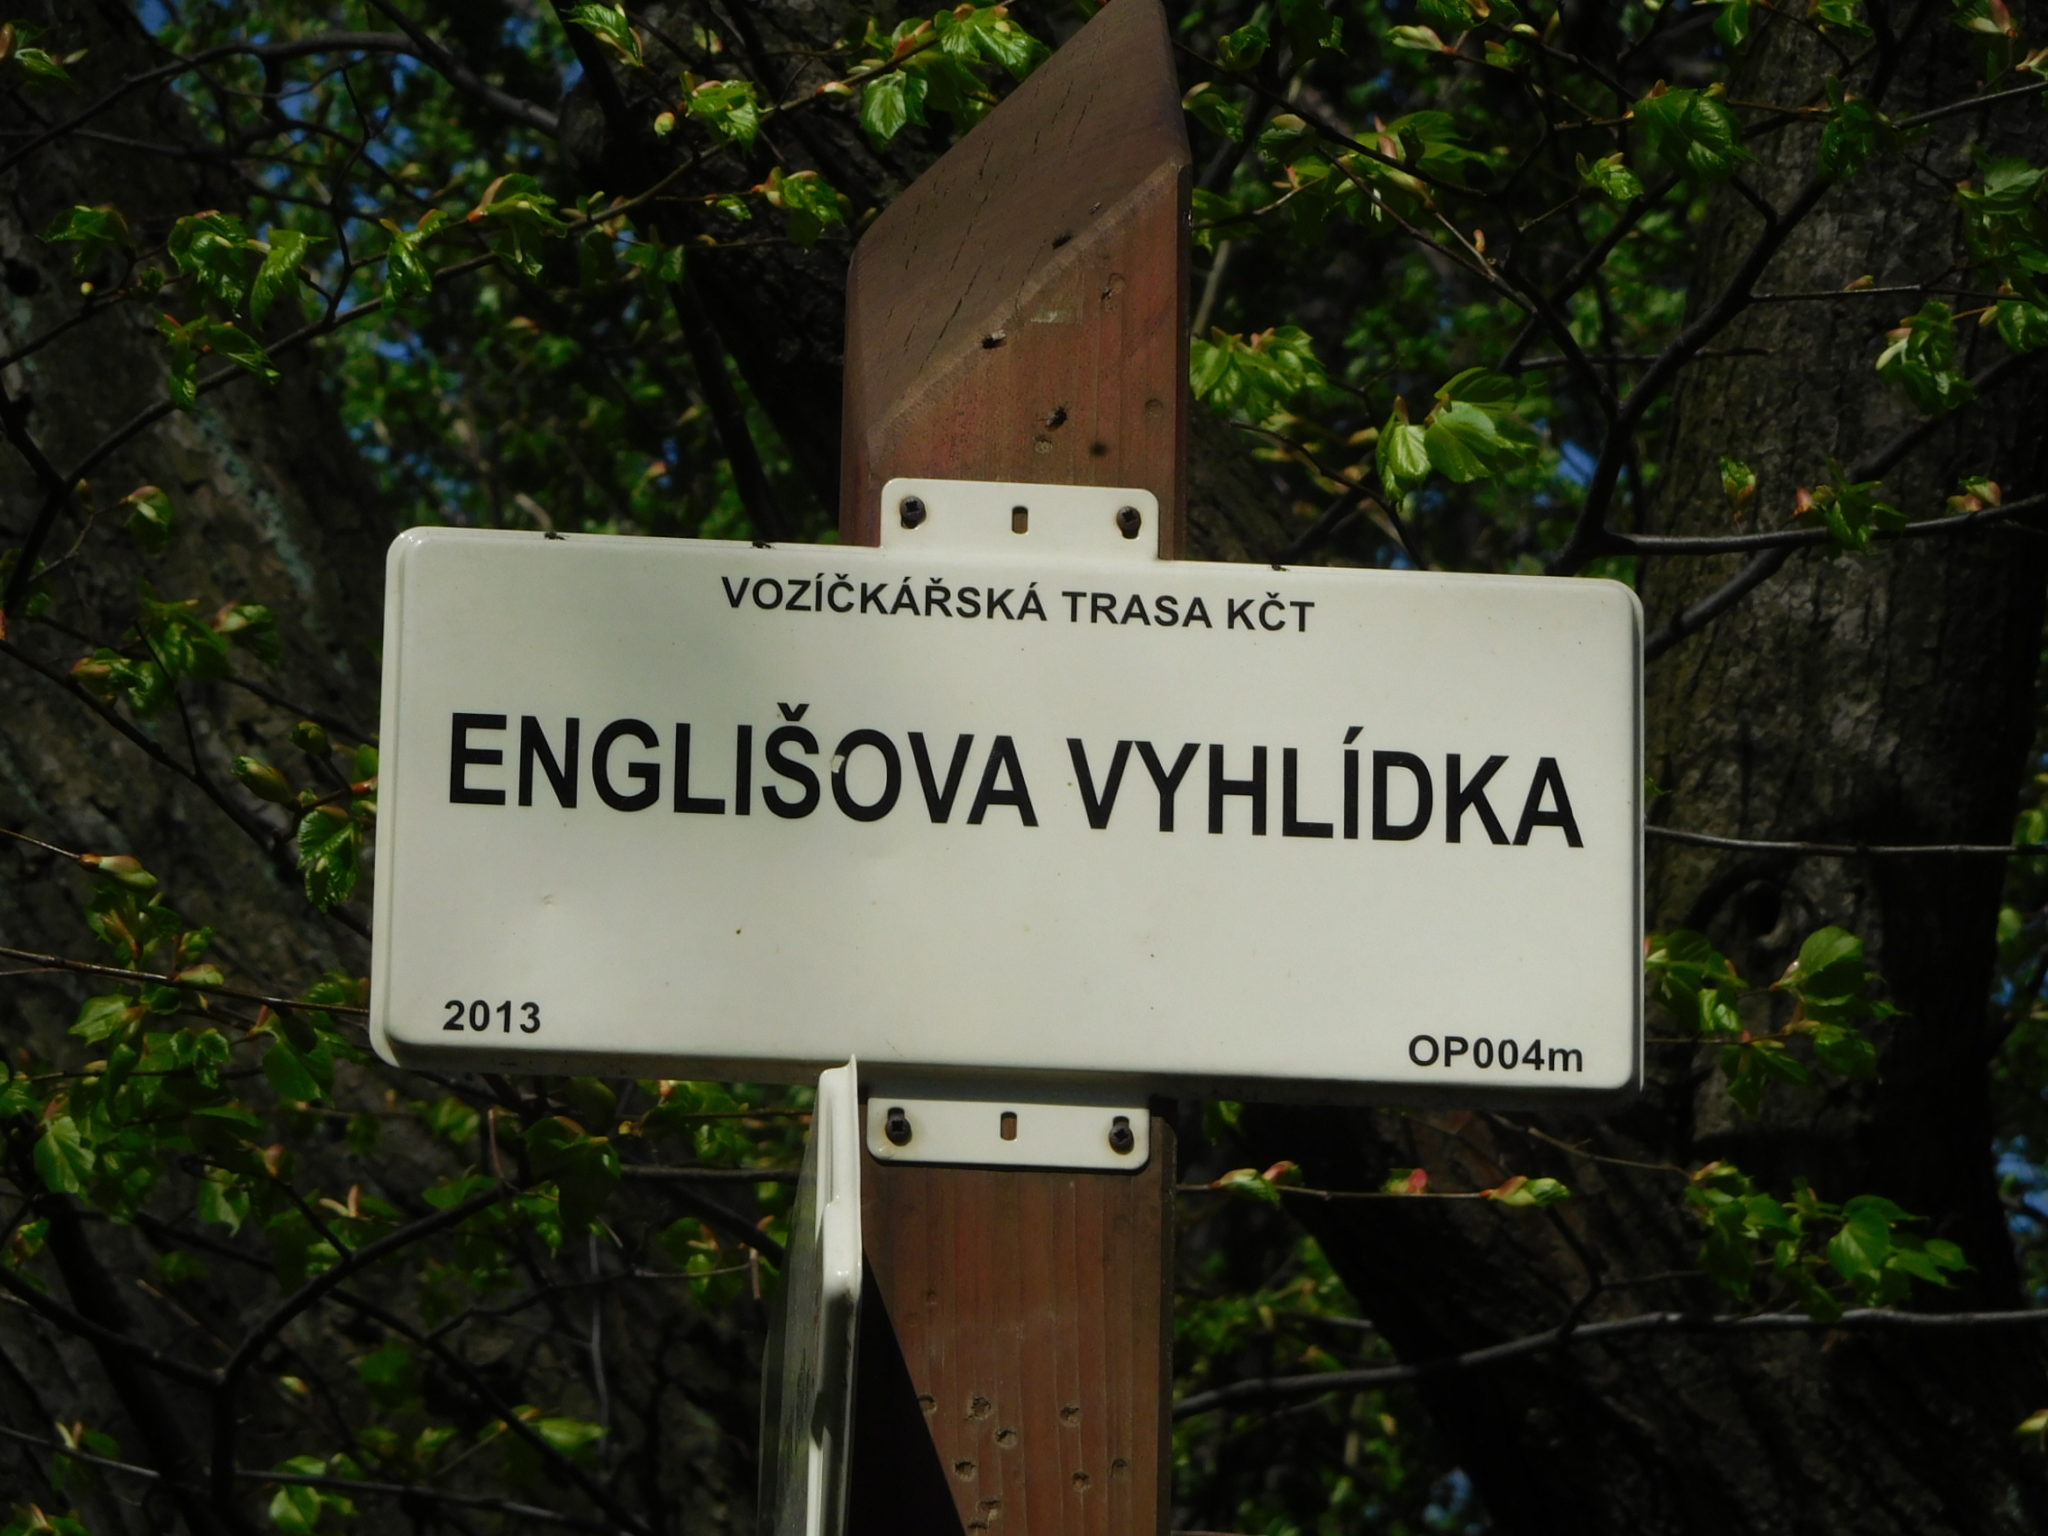 VOZÍČKÁŘSKÁ TRASA KČT
ENGLIŠOVA VYHLÍDKA
2013
OP004m